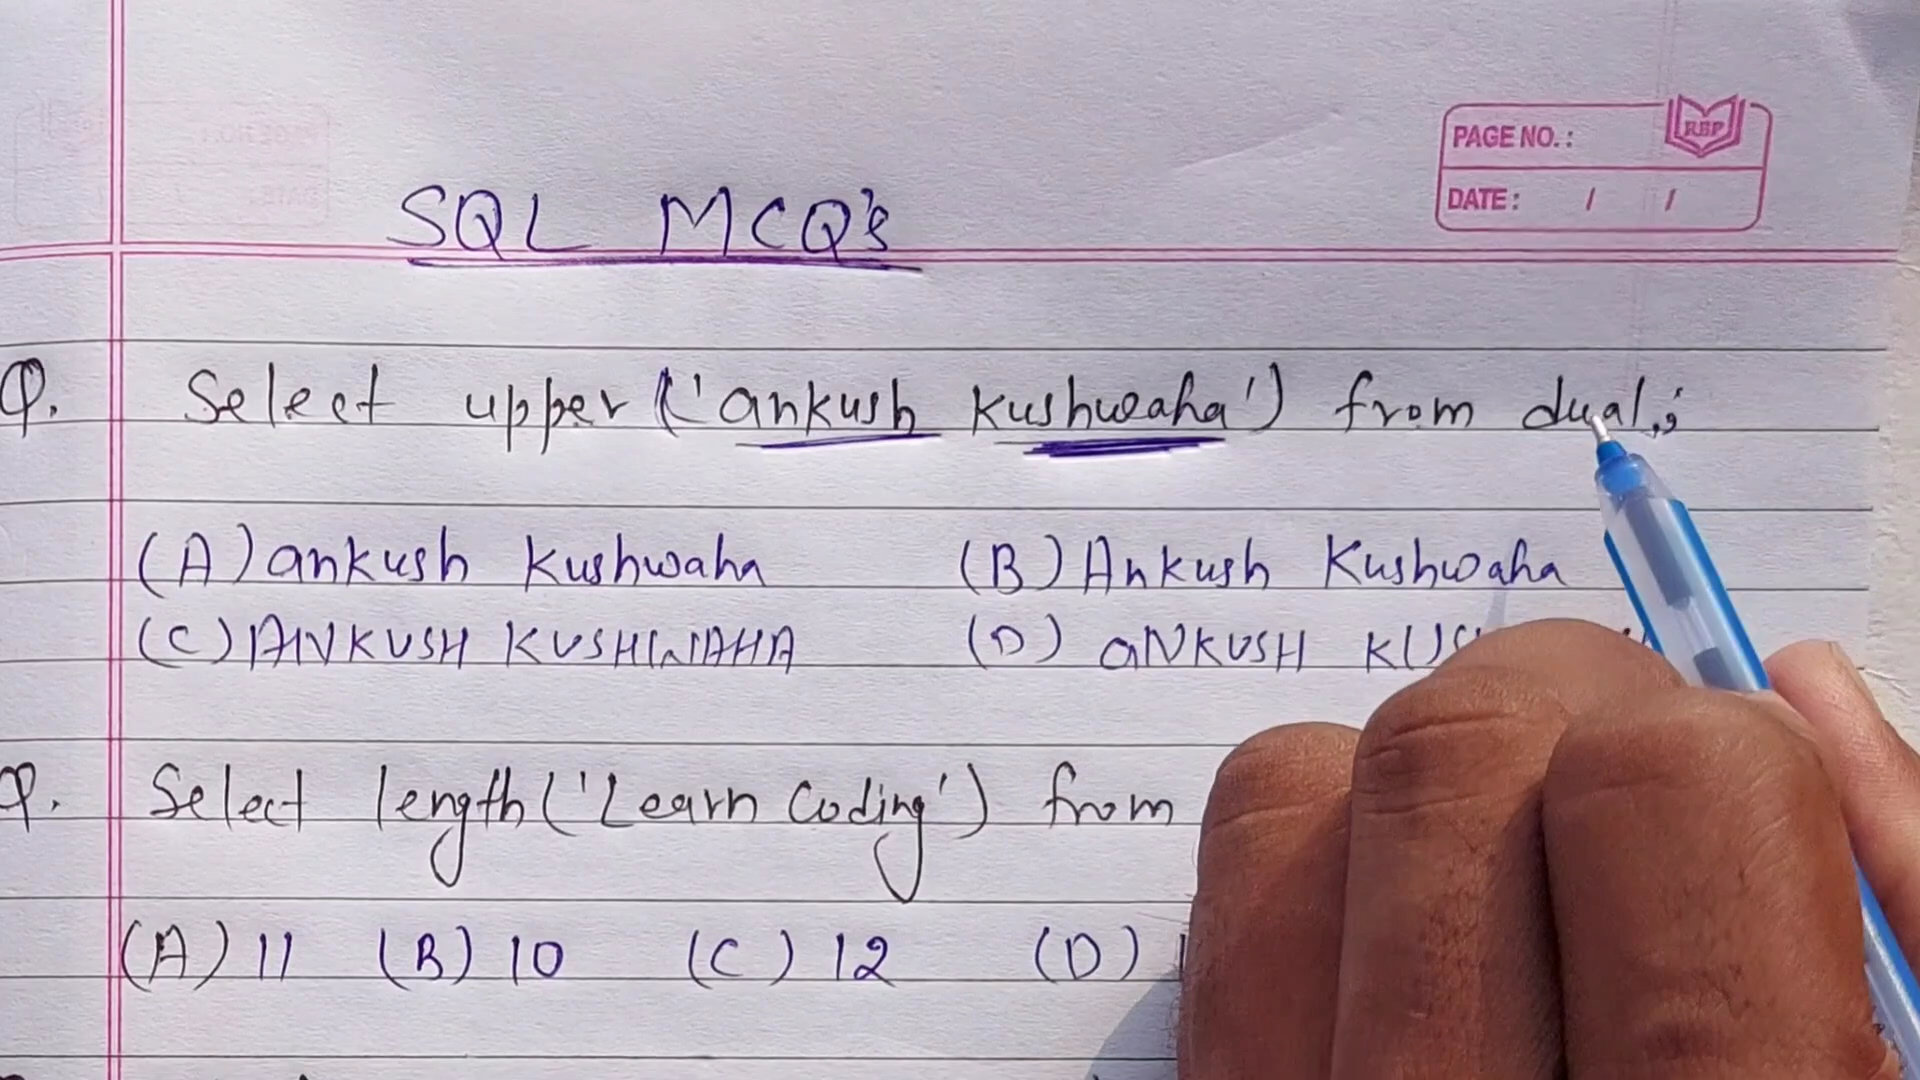 PAGE NO. :
RBP
DATE : / /
SQL MCQ's
Q. Select upper ('ankush Kushwaha') from dual;
(A) ankush Kushwaha (B) Ankush Kushwaha
(C) ANKUSH KUSHWAHA (D) aNKUSH
Q. Select length('Learn Coding') from
(A) 11 (B) 10 (C) 12 (D)